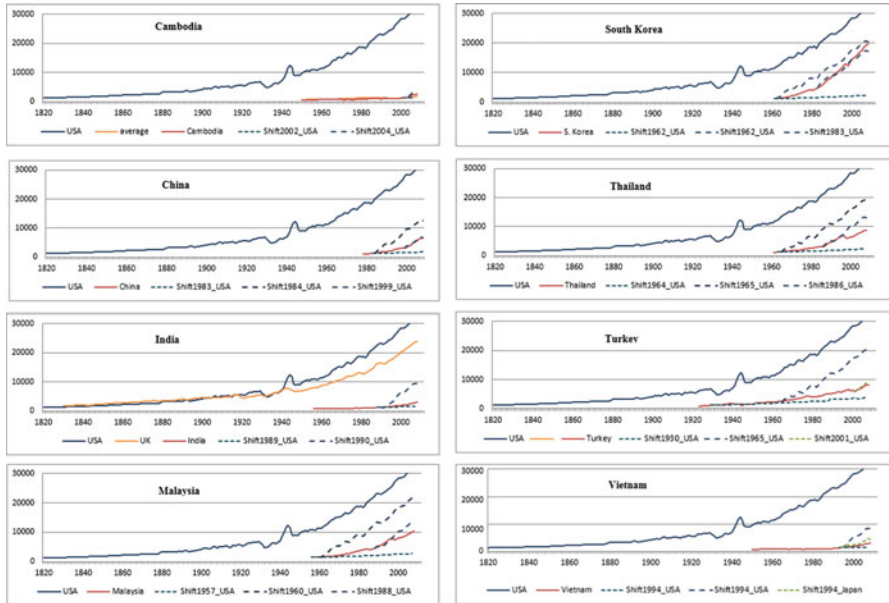 Cambodia
30000
20000
10000
0
1820 1840 1860 1880 1900 1920 1940 1960 1980 2000
USA average Cambodia Shift2002_USA Shift2004_USA
South Korea
30000
20000
10000
0
1820 1840 1860 1880 1900 1920 1940 1960 1980 2000
USA S. Korea Shift1962_USA Shift1962_USA Shift1983_USA
China
30000
20000
10000
0
1820 1840 1860 1880 1900 1920 1940 1960 1980 2000
USA China Shift1983_USA Shift1984_USA Shift1999_USA
Thailand
30000
20000
10000
0
1820 1840 1860 1880 1900 1920 1940 1960 1980 2000
USA Thailand Shift1964_USA Shift1965_USA Shift1986_USA
India
30000
20000
10000
0
1820 1840 1860 1880 1900 1920 1940 1960 1980 2000
USA UK India Shift1989_USA Shift1990_USA
Turkey
30000
20000
10000
0
1820 1840 1860 1880 1900 1920 1940 1960 1980 2000
USA Turkey Shift1930_USA Shift1965_USA Shift2001_USA
Malaysia
30000
20000
10000
0
1820 1840 1860 1880 1900 1920 1940 1960 1980 2000
USA Malaysia Shift1957_USA Shift1960_USA Shift1988_USA
Vietnam
30000
20000
10000
0
1820 1840 1860 1880 1900 1920 1940 1960 1980 2000
USA Vietnam Shift1994_USA Shift1994_USA Shift1994_Japan